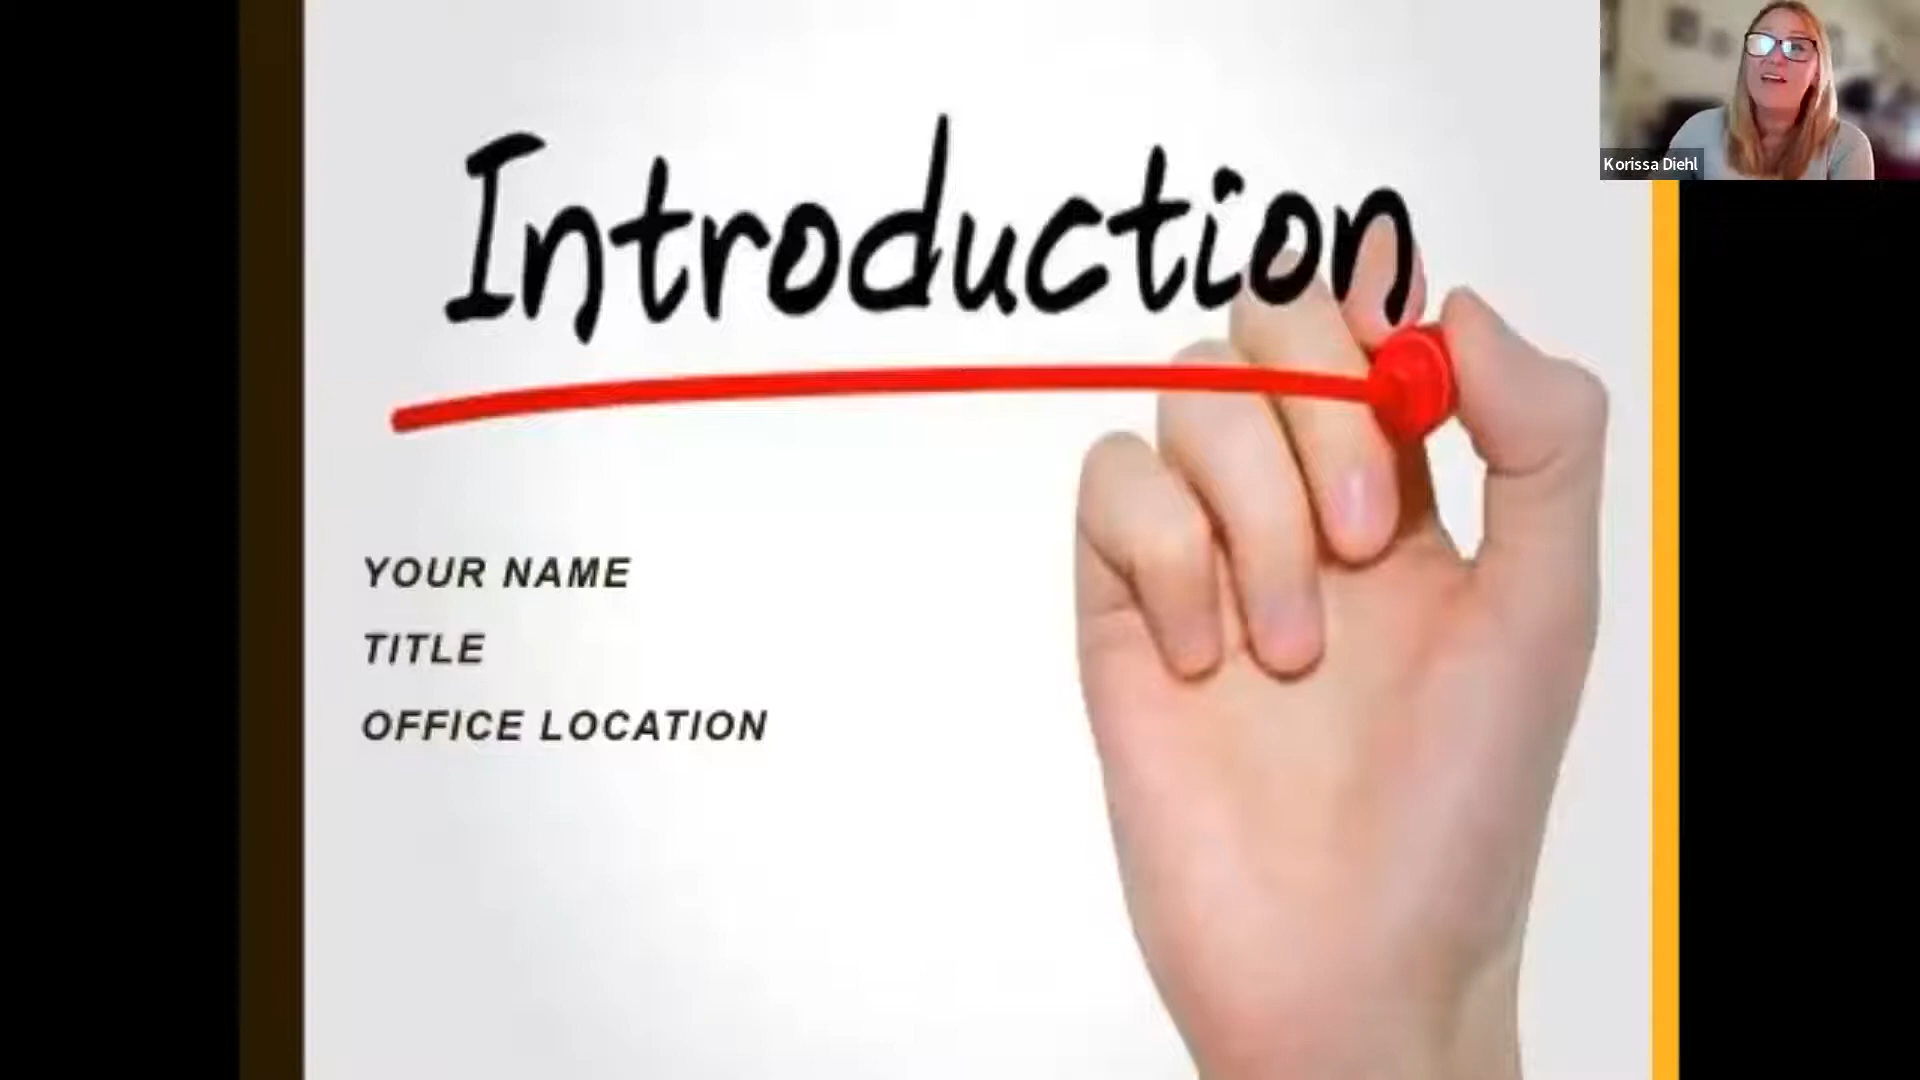 Introduction
Korissa Diehl
YOUR NAME
TITLE
OFFICE LOCATION